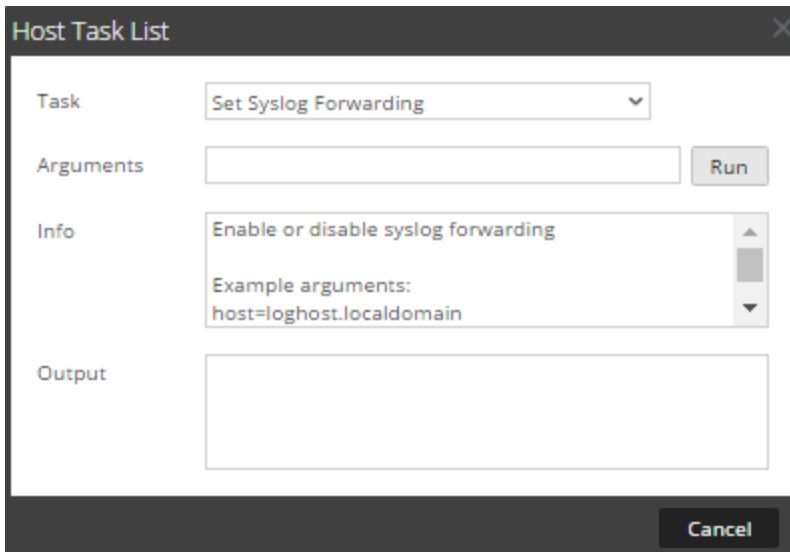 Host Task List
Task
Set Syslog Forwarding
Arguments
Run
Info
Enable or disable syslog forwarding
Example arguments:
host=loghost.localdomain
Output
Cancel